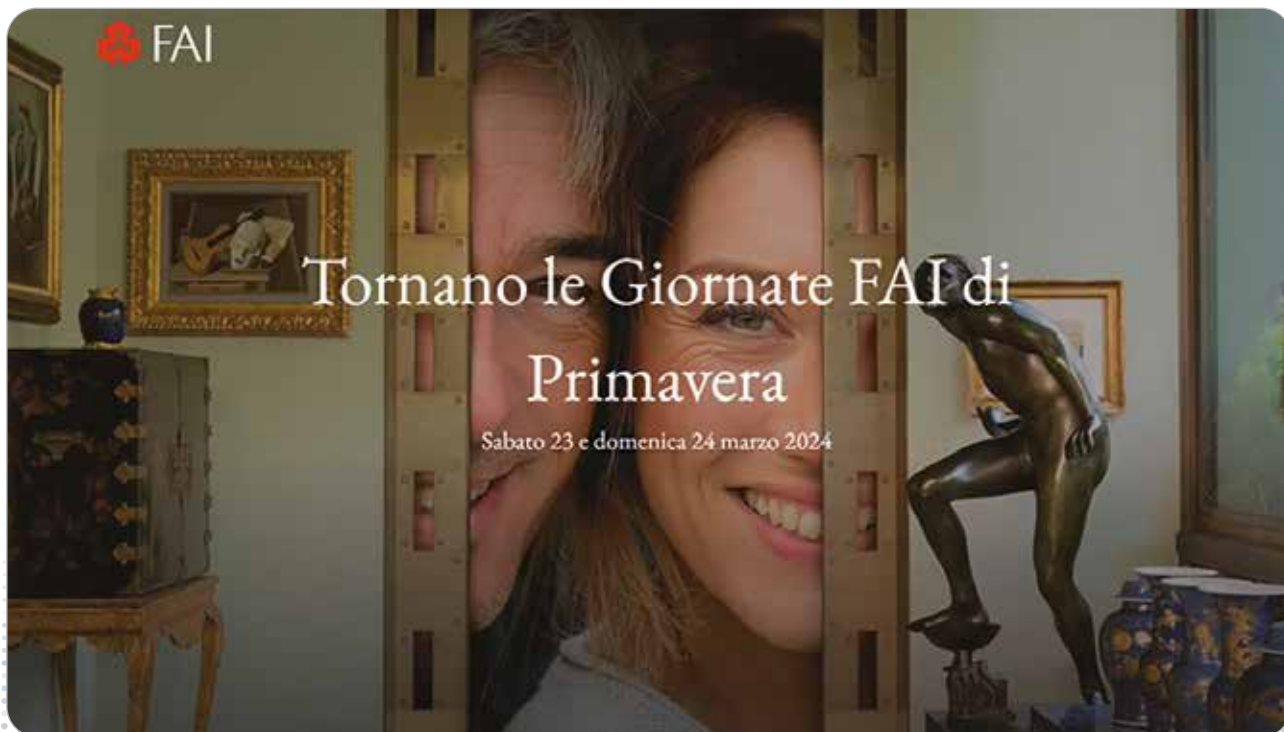 FAI
Tornano le Giornate FAI di
Primavera
Sabato 23 e domenica 24 marzo 2024